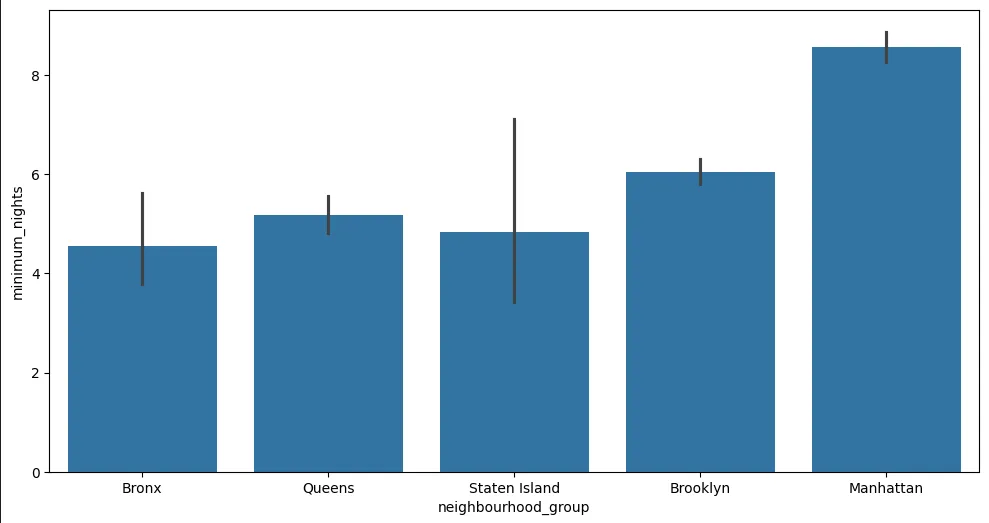 8
6
4
2
0
minimum_nights
Bronx Queens Staten Island Brooklyn Manhattan
neighbourhood_group